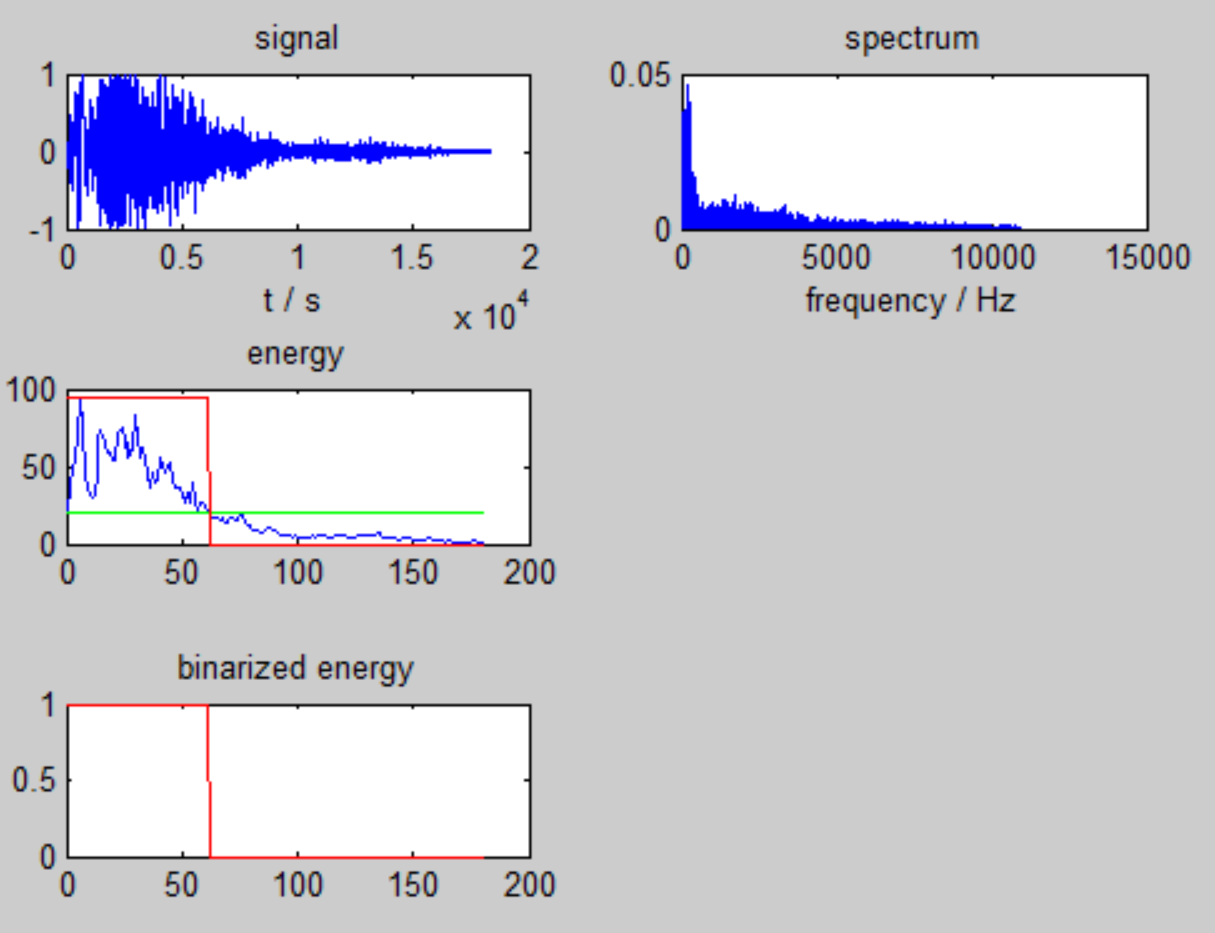 signal
1
0
-1
0 0.5 1 1.5 2
t / s
x 10^4
spectrum
0.05
0
0 5000 10000 15000
frequency / Hz
energy
100
50
0
0 50 100 150 200
binarized energy
1
0.5
0
0 50 100 150 200